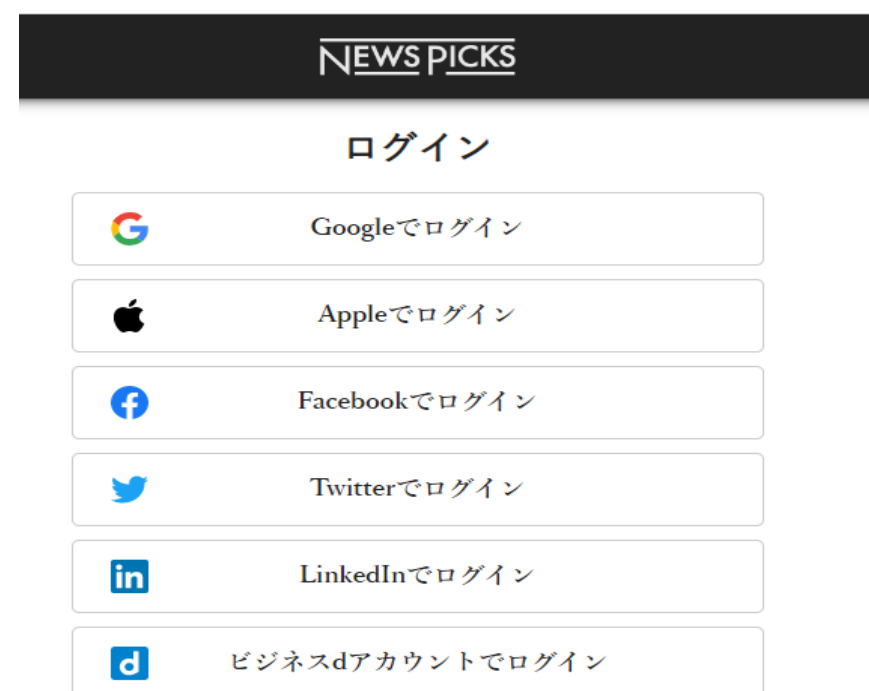 NEWSPICKS
ログイン
Googleでログイン
Appleでログイン
Facebookでログイン
Twitterでログイン
in LinkedInでログイン
d ビジネスdアカウントでログイン